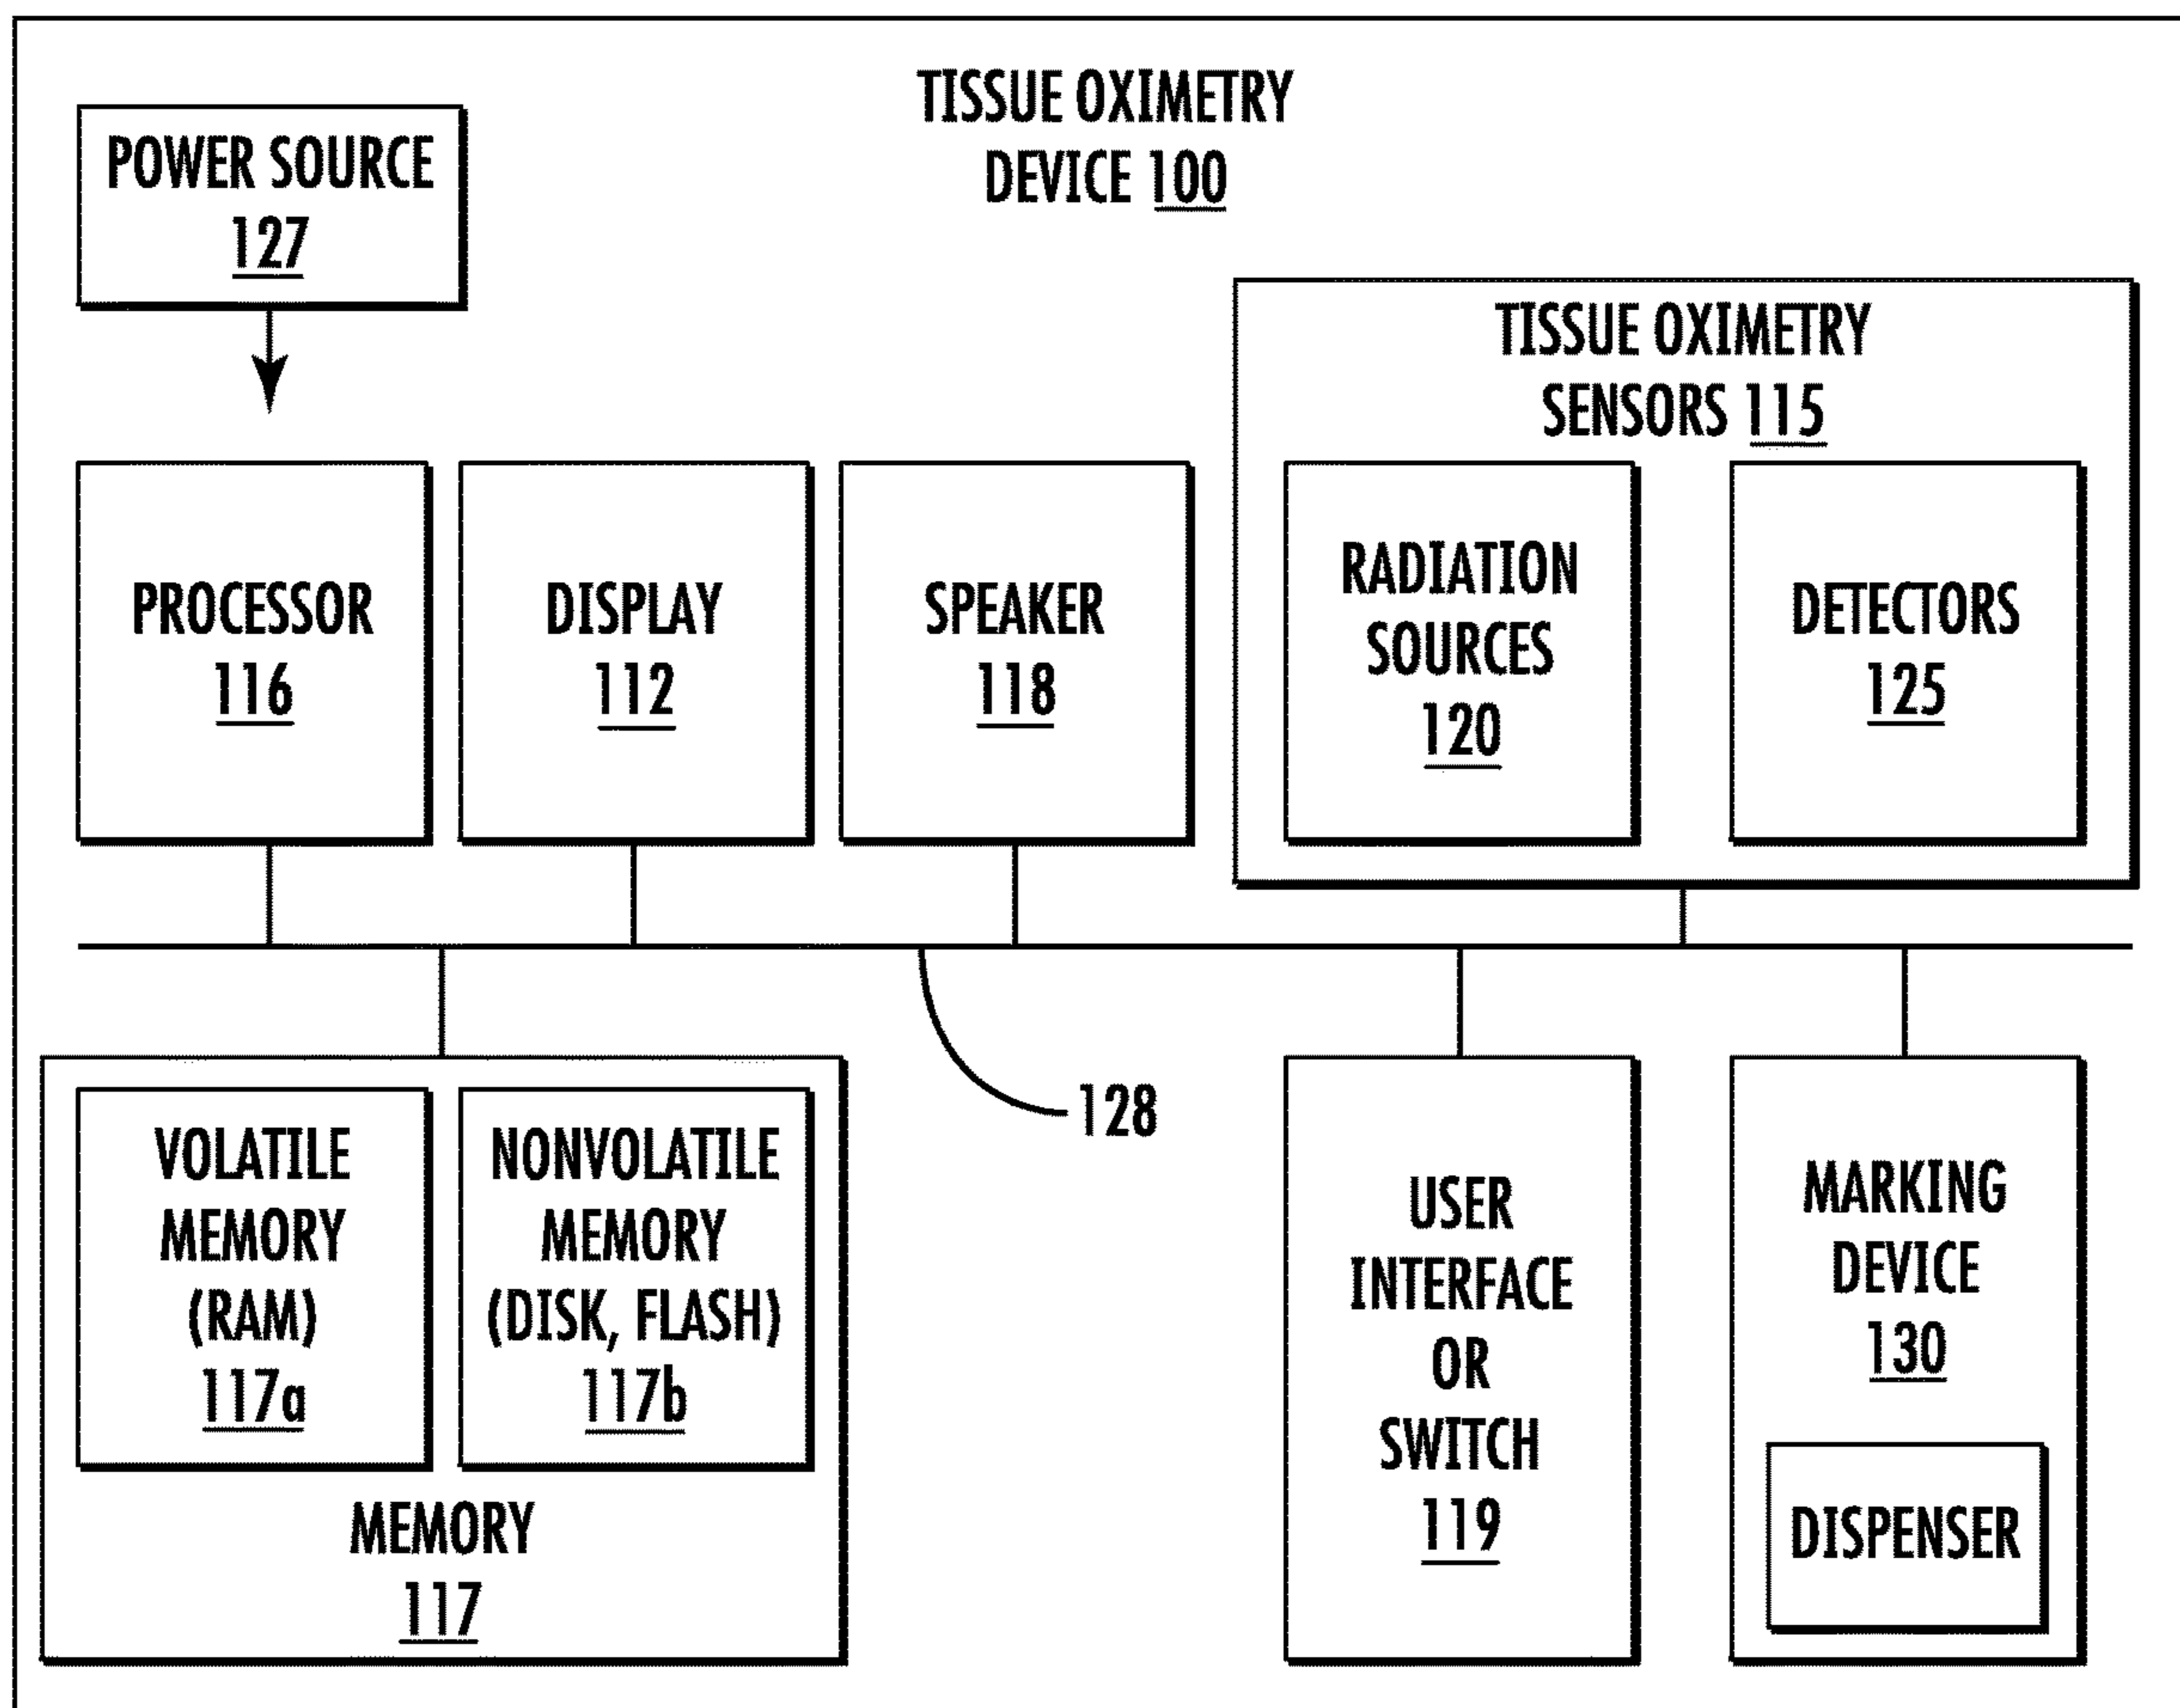 TISSUE OXIMETRY
DEVICE 100
POWER SOURCE
127
TISSUE OXIMETRY
SENSORS 115
PROCESSOR
116
DISPLAY
112
SPEAKER
118
RADIATION
SOURCES
120
DETECTORS
125
128
VOLATILE
MEMORY
(RAM)
117a
NONVOLATILE
MEMORY
(DISK, FLASH)
117b
MEMORY
117
USER
INTERFACE
OR
SWITCH
119
MARKING
DEVICE
130
DISPENSER